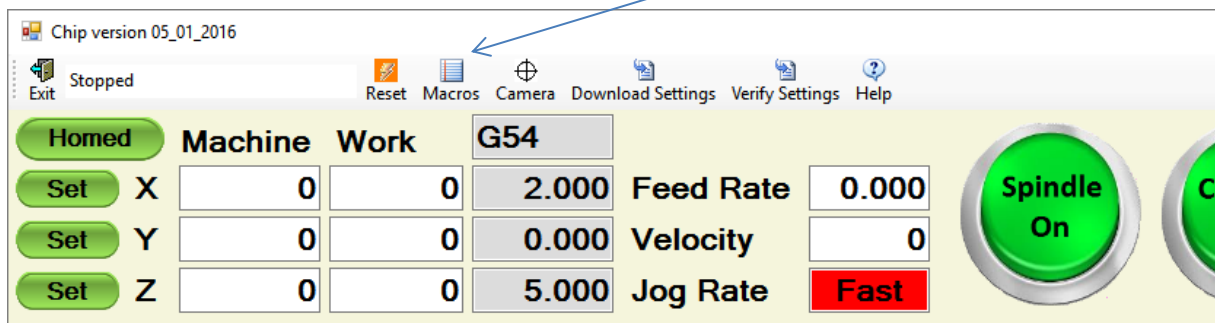 Chip version 05_01_2016
Exit Stopped Reset Macros Camera Download Settings Verify Settings Help
Homed Machine Work G54
Set X 0 0 2.000 Feed Rate 0.000
Set Y 0 0 0.000 Velocity 0
Set Z 0 0 5.000 Jog Rate Fast
Spindle
On
C